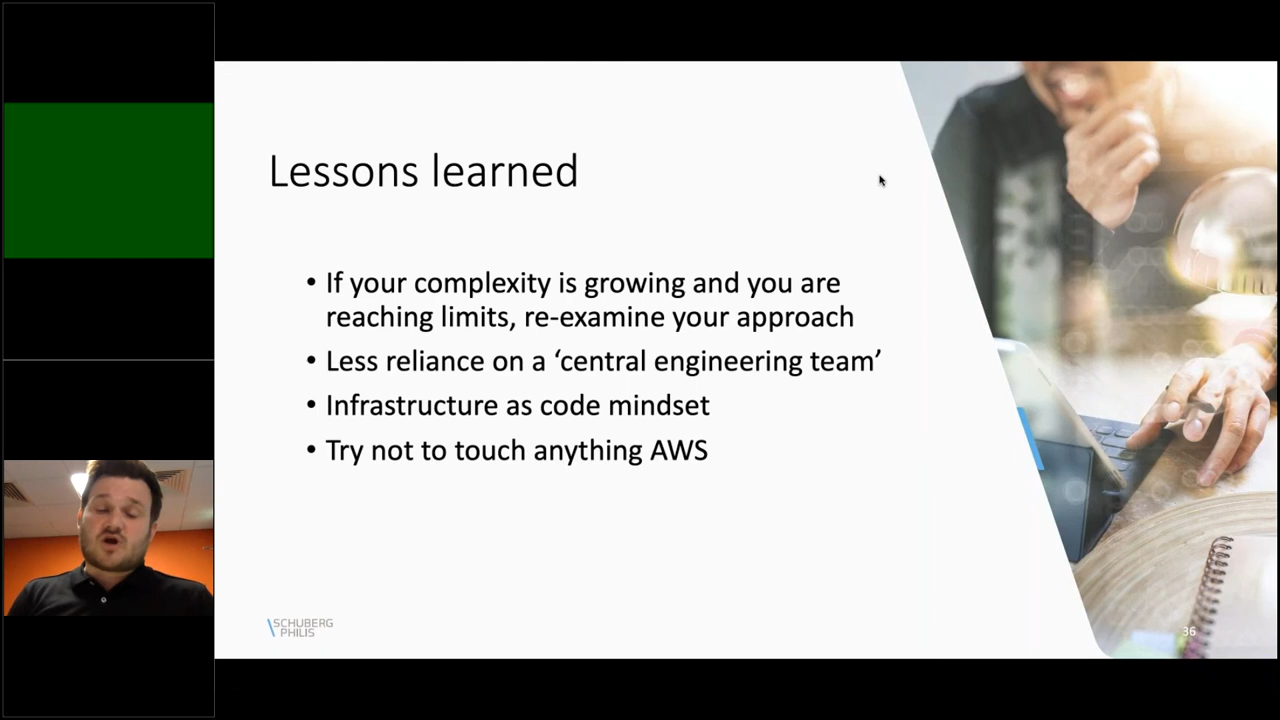 Lessons learned
• If your complexity is growing and you are
reaching limits, re-examine your approach
• Less reliance on a ‘central engineering team’
• Infrastructure as code mindset
• Try not to touch anything AWS
SCHUBERG
PHILIS
36